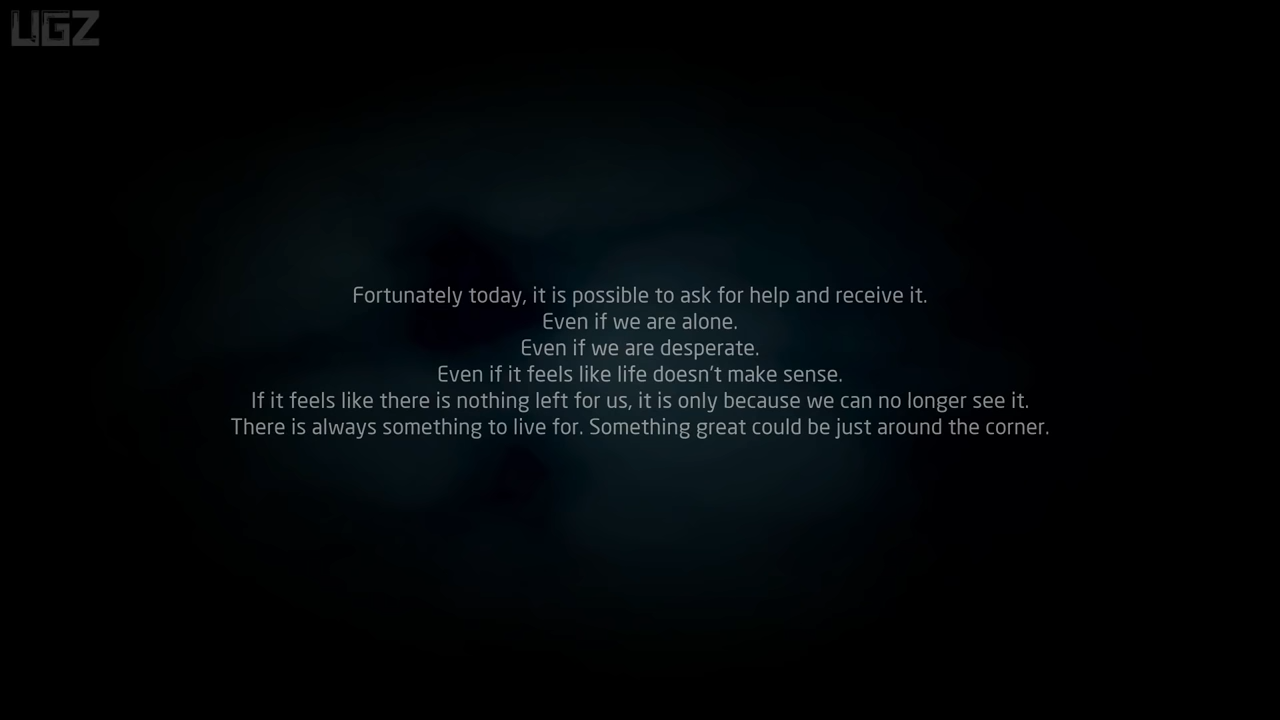 UGZ
Fortunately today, it is possible to ask for help and receive it.
Even if we are alone.
Even if we are desperate.
Even if it feels like life doesn't make sense.
If it feels like there is nothing left for us, it is only because we can no longer see it.
There is always something to live for. Something great could be just around the corner.